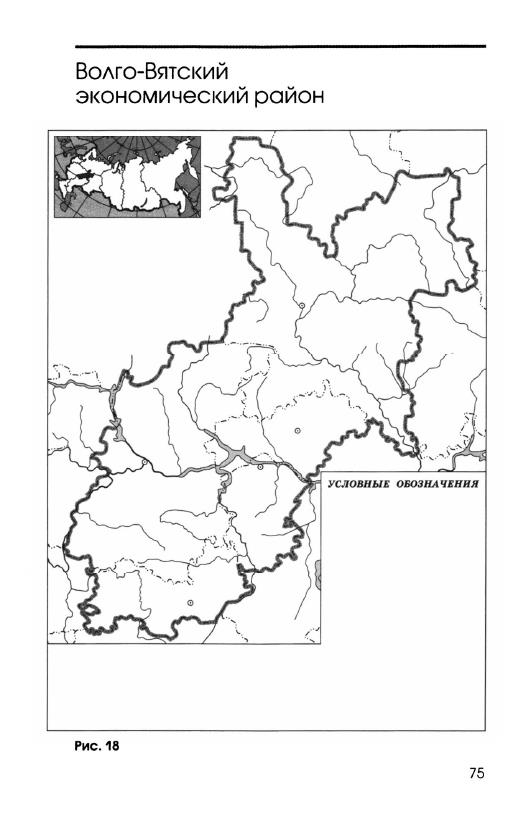 Волго-Вятский
экономический район
УСЛОВНЫЕ ОБОЗНАЧЕНИЯ
Рис. 18
75